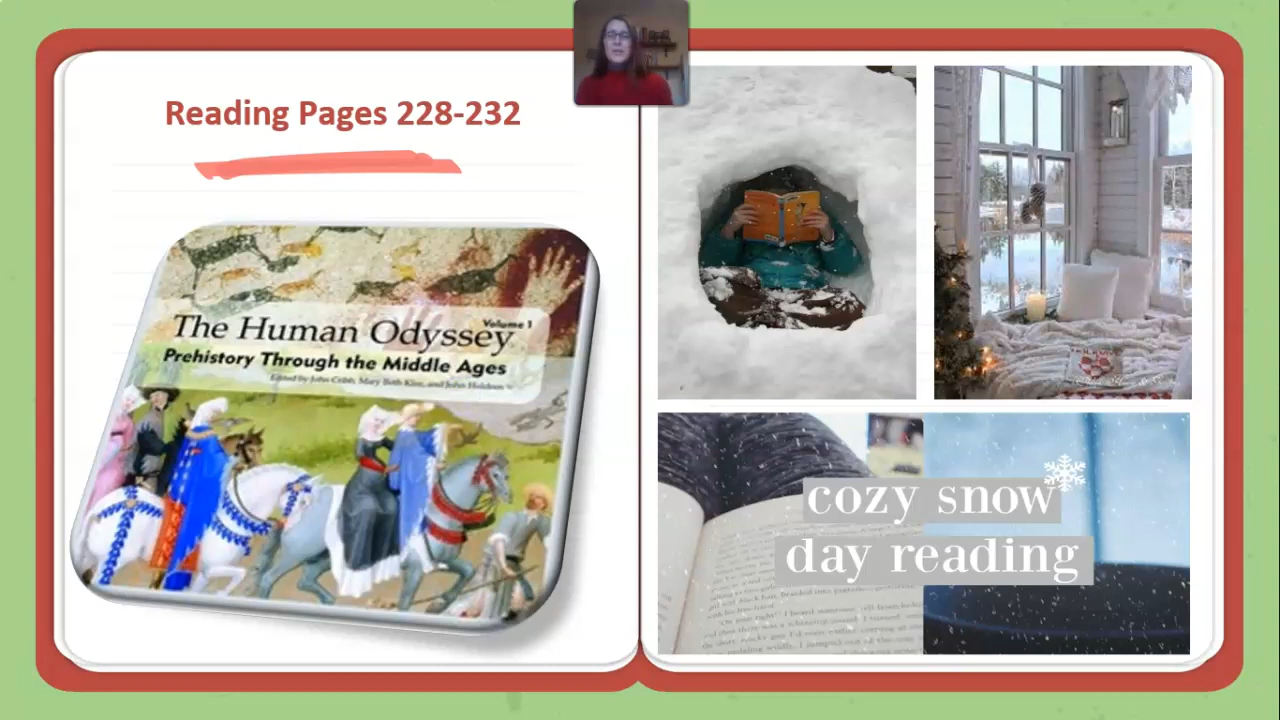 Reading Pages 228-232
The Human Odyssey
Volume 1
Prehistory Through the Middle Ages
Edited by John Cribb, Mary Beth Klee, and John Holdren
cozy snow
day reading